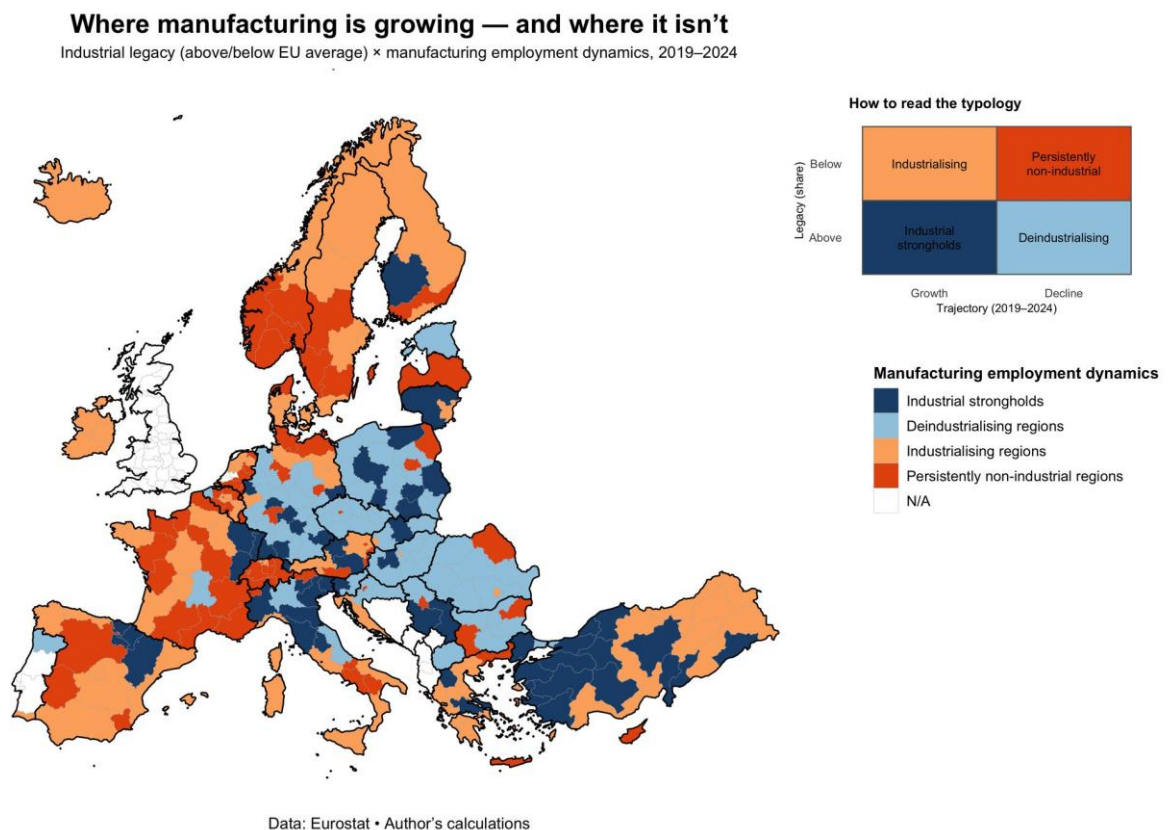 Where manufacturing is growing — and where it isn't
Industrial legacy (above/below EU average) × manufacturing employment dynamics, 2019–2024
How to read the typology
Legacy (share)
Below
Above
Industrialising
Persistently
non-industrial
Industrial
strongholds
Deindustrialising
Growth
Decline
Trajectory (2019–2024)
Manufacturing employment dynamics
Industrial strongholds
Deindustrialising regions
Industrialising regions
Persistently non-industrial regions
N/A
Data: Eurostat • Author's calculations